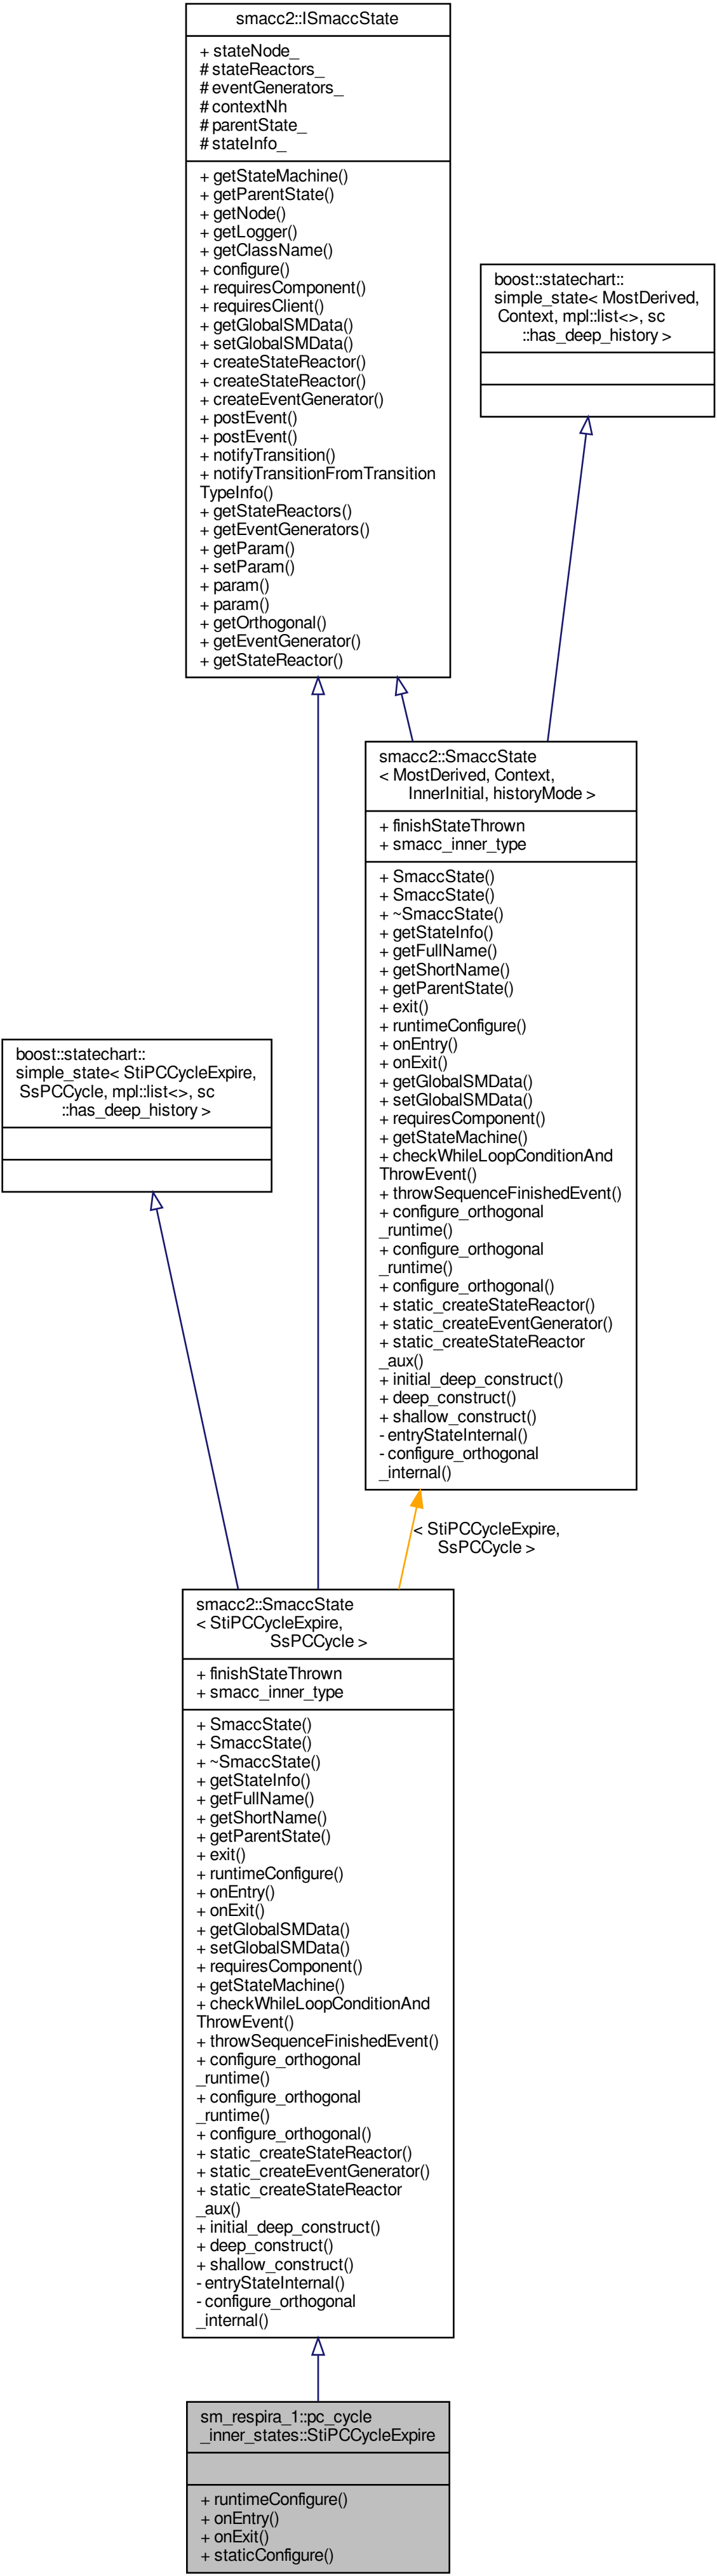 smacc2::ISmaccState
+ stateNode_
# stateReactors_
# eventGenerators_
# contextNh
# parentState_
# stateInfo_
+ getStateMachine()
+ getParentState()
+ getNode()
+ getLogger()
+ getClassName()
+ configure()
+ requiresComponent()
+ requiresClient()
+ getGlobalSMData()
+ setGlobalSMData()
+ createStateReactor()
+ createStateReactor()
+ createEventGenerator()
+ postEvent()
+ postEvent()
+ notifyTransition()
+ notifyTransitionFromTransition
TypeInfo()
+ getStateReactors()
+ getEventGenerators()
+ getParam()
+ setParam()
+ param()
+ param()
+ getOrthogonal()
+ getEventGenerator()
+ getStateReactor()
boost::statechart::
simple_state< MostDerived,
Context, mpl::list<>, sc
::has_deep_history >
smacc2::SmaccState
< MostDerived, Context,
InnerInitial, historyMode >
+ finishStateThrown
+ smacc_inner_type
+ SmaccState()
+ SmaccState()
+ ~SmaccState()
+ getStateInfo()
+ getFullName()
+ getShortName()
+ getParentState()
+ exit()
+ runtimeConfigure()
+ onEntry()
+ onExit()
+ getGlobalSMData()
+ setGlobalSMData()
+ requiresComponent()
+ getStateMachine()
+ checkWhileLoopConditionAnd
ThrowEvent()
+ throwSequenceFinishedEvent()
+ configure_orthogonal
_runtime()
+ configure_orthogonal
_runtime()
+ configure_orthogonal()
+ static_createStateReactor()
+ static_createEventGenerator()
+ static_createStateReactor
_aux()
+ initial_deep_construct()
+ deep_construct()
+ shallow_construct()
- entryStateInternal()
- configure_orthogonal
_internal()
boost::statechart::
simple_state< StiPCCycleExpire,
SsPCCycle, mpl::list<>, sc
::has_deep_history >
< StiPCCycleExpire,
SsPCCycle >
smacc2::SmaccState
< StiPCCycleExpire,
SsPCCycle >
+ finishStateThrown
+ smacc_inner_type
+ SmaccState()
+ SmaccState()
+ ~SmaccState()
+ getStateInfo()
+ getFullName()
+ getShortName()
+ getParentState()
+ exit()
+ runtimeConfigure()
+ onEntry()
+ onExit()
+ getGlobalSMData()
+ setGlobalSMData()
+ requiresComponent()
+ getStateMachine()
+ checkWhileLoopConditionAnd
ThrowEvent()
+ throwSequenceFinishedEvent()
+ configure_orthogonal
_runtime()
+ configure_orthogonal
_runtime()
+ configure_orthogonal()
+ static_createStateReactor()
+ static_createEventGenerator()
+ static_createStateReactor
_aux()
+ initial_deep_construct()
+ deep_construct()
+ shallow_construct()
- entryStateInternal()
- configure_orthogonal
_internal()
sm_respira_1::pc_cycle
_inner_states::StiPCCycleExpire
+ runtimeConfigure()
+ onEntry()
+ onExit()
+ staticConfigure()